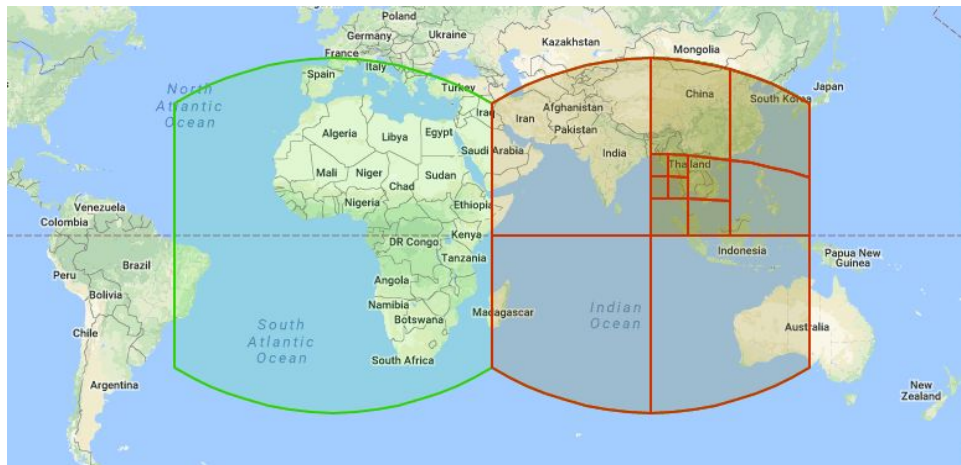 Poland
Germany
Ukraine
France
Kazakhstan
Mongolia
Spain
Italy
Turkey
Japan
North
Atlantic
Ocean
China
South Korea
Iraq
Iran
Afghanistan
Pakistan
Algeria
Libya
Egypt
Saudi Arabia
India
Thailand
Mali
Niger
Chad
Sudan
Nigeria
Ethiopia
Venezuela
Colombia
DR Congo
Kenya
Tanzania
Indonesia
Papua New
Guinea
Peru
Brazil
Bolivia
Angola
Namibia
Botswana
Madagascar
Indian
Ocean
Australia
Chile
South
Atlantic
Ocean
South Africa
Argentina
New
Zealand